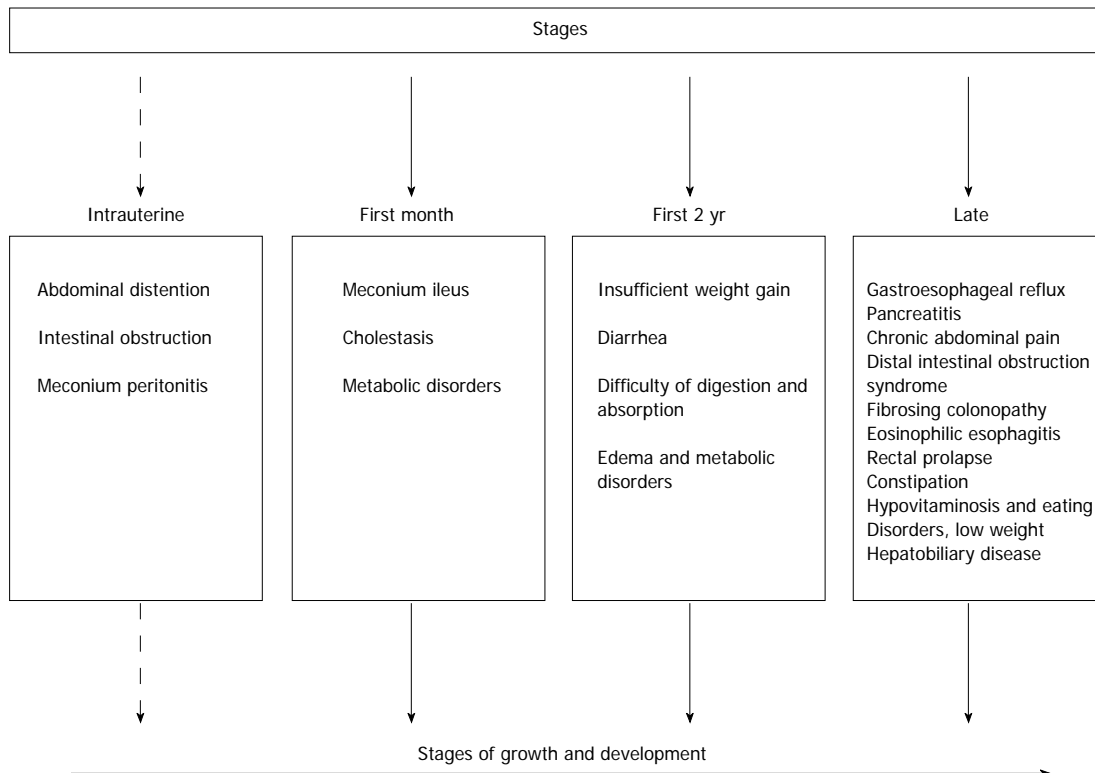 Stages
Intrauterine
First month
First 2 yr
Late
Abdominal distention
Intestinal obstruction
Meconium peritonitis
Meconium ileus
Cholestasis
Metabolic disorders
Insufficient weight gain
Diarrhea
Difficulty of digestion and
absorption
Edema and metabolic
disorders
Gastroesophageal reflux
Pancreatitis
Chronic abdominal pain
Distal intestinal obstruction
syndrome
Fibrosing colonopathy
Eosinophilic esophagitis
Rectal prolapse
Constipation
Hypovitaminosis and eating
Disorders, low weight
Hepatobiliary disease
Stages of growth and development